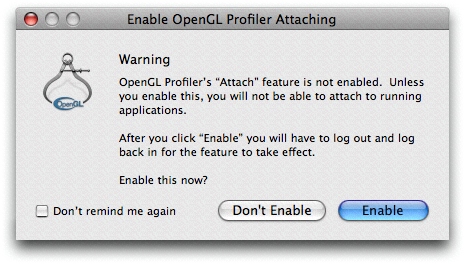 Enable OpenGL Profiler Attaching
Warning
OpenGL Profiler's “Attach” feature is not enabled.  Unless
you enable this, you will not be able to attach to running
applications.
After you click “Enable” you will have to log out and log
back in for the feature to take effect.
Enable this now?
OpenGL
Don't remind me again
Don't Enable
Enable